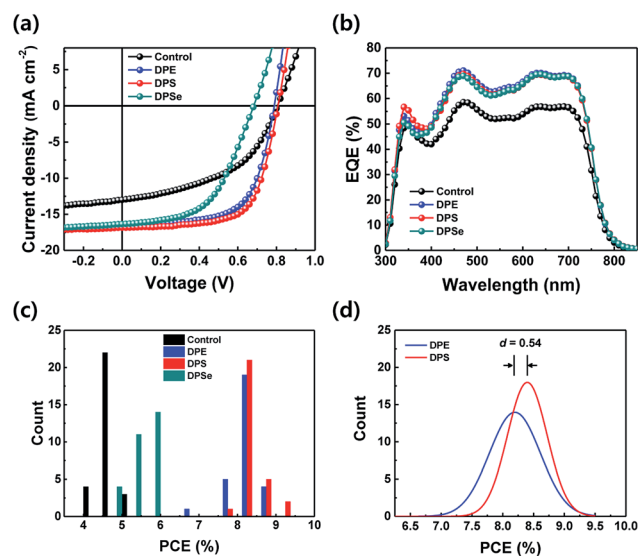 (a)
10
5
0
-5
-10
-15
-20
Current density (mA cm⁻²)
Control
DPE
DPS
DPSe
-0.2 0.0 0.2 0.4 0.6 0.8 1.0
Voltage (V)
(b)
80
70
60
50
40
30
20
10
0
EQE (%)
Control
DPE
DPS
DPSe
300 400 500 600 700 800
Wavelength (nm)
(c)
25
20
15
10
5
0
Count
Control
DPE
DPS
DPSe
4 5 6 7 8 9 10
PCE (%)
(d)
25
20
15
10
5
0
Count
DPE
DPS
d = 0.54
6.5 7.0 7.5 8.0 8.5 9.0 9.5 10.0
PCE (%)